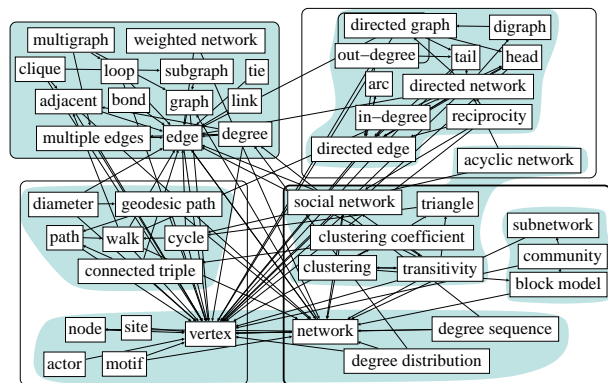 multigraph
weighted network
clique
loop
subgraph
tie
adjacent
bond
graph
link
multiple edges
edge
degree
directed graph
digraph
out−degree
tail
head
arc
directed network
in−degree
reciprocity
directed edge
acyclic network
diameter
geodesic path
path
walk
cycle
connected triple
social network
triangle
clustering coefficient
clustering
transitivity
subnetwork
community
block model
node
site
vertex
network
degree sequence
actor
motif
degree distribution